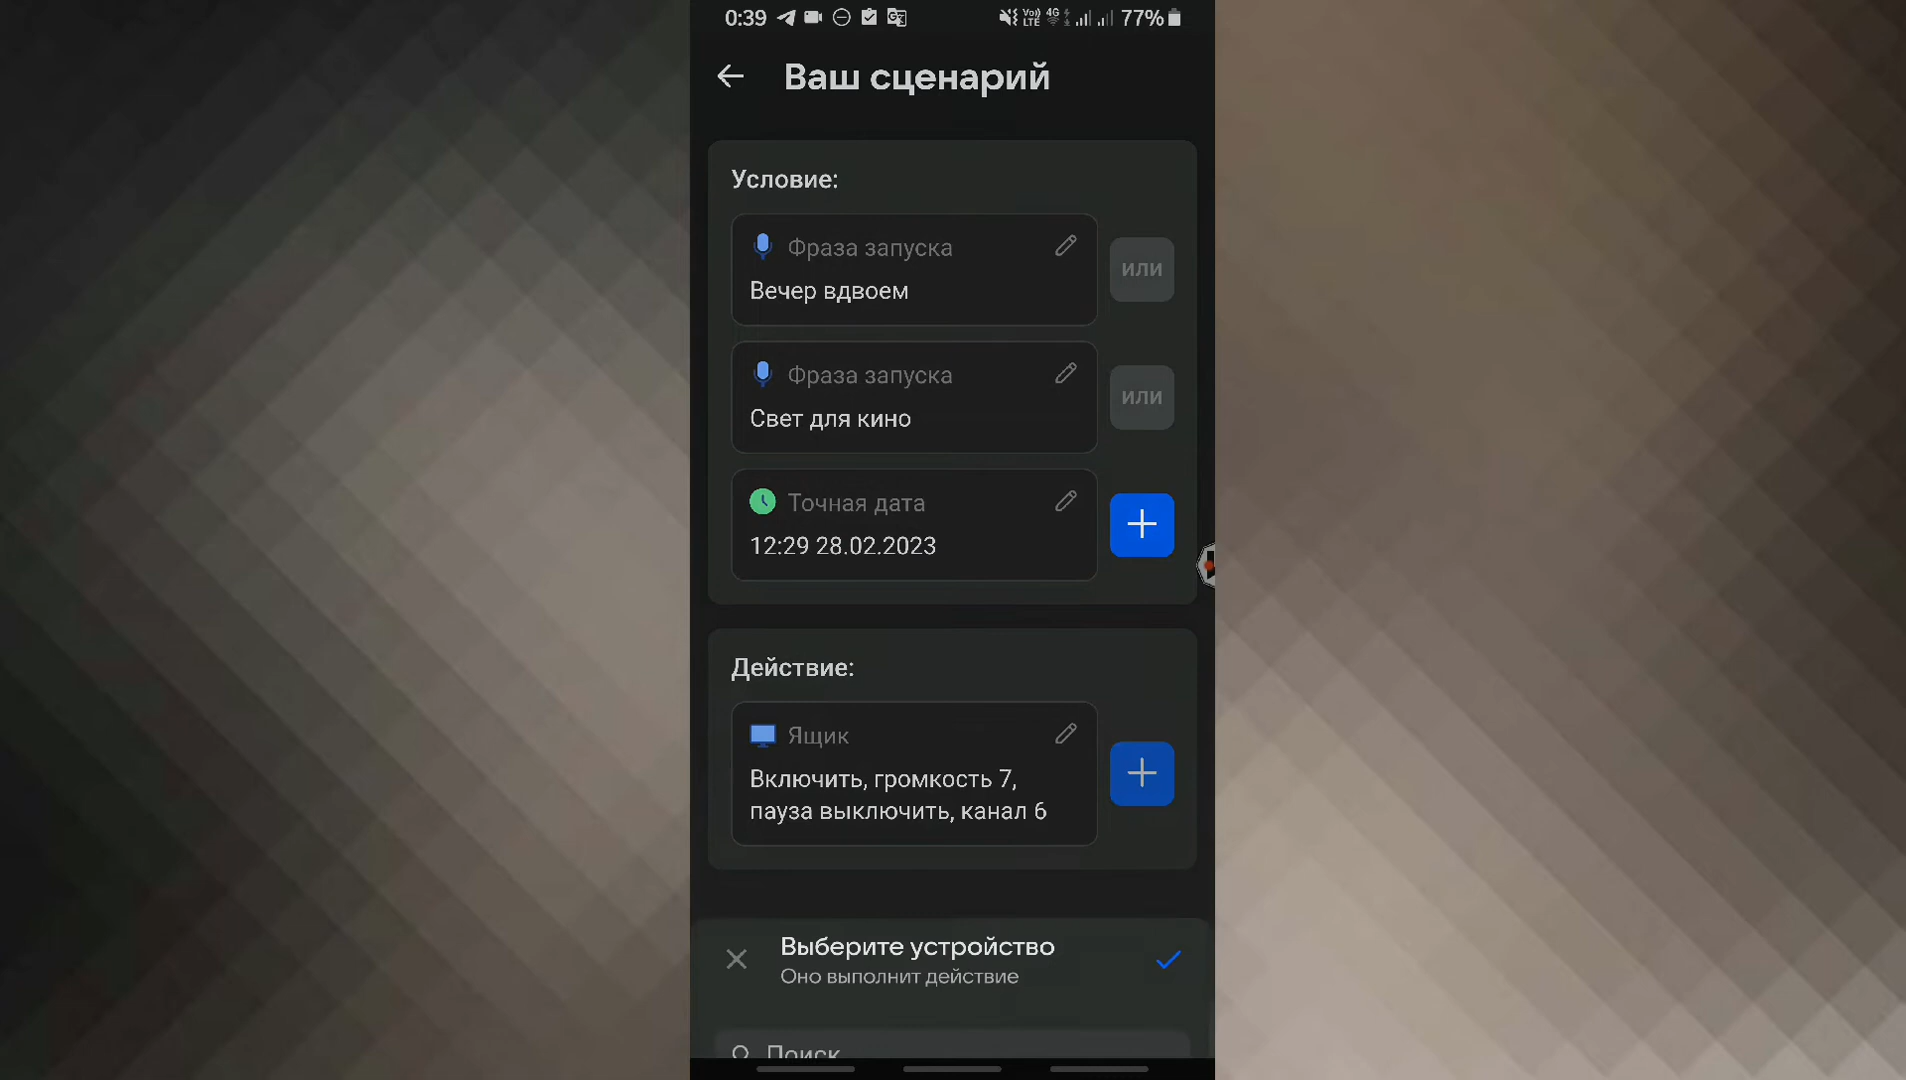 0:39 77%
Ваш сценарий
Условие:
Фраза запуска
Вечер вдвоем
или
Фраза запуска
Свет для кино
или
Точная дата
12:29 28.02.2023
Действие:
Ящик
Включить, громкость 7,
пауза выключить, канал 6
Выберите устройство
Оно выполнит действие
Поиск